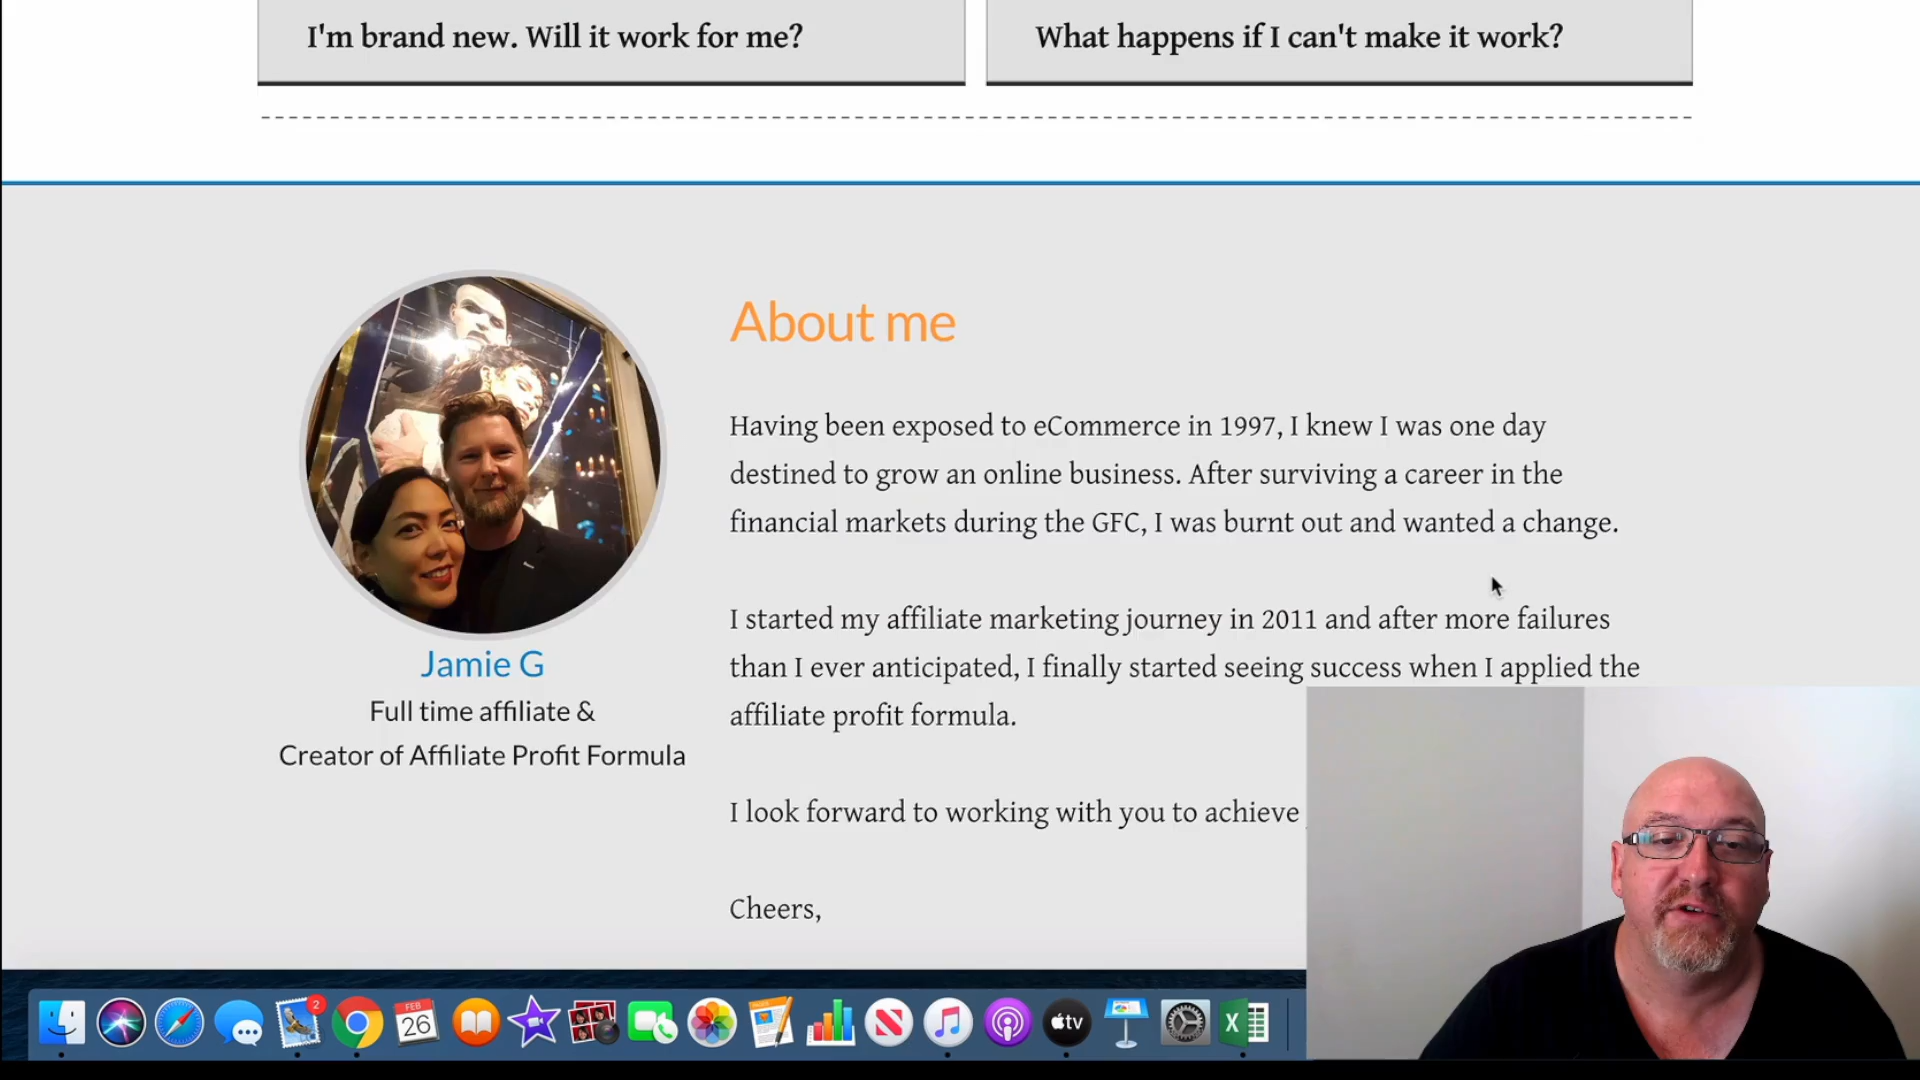 I'm brand new. Will it work for me?
What happens if I can't make it work?
About me
Having been exposed to eCommerce in 1997, I knew I was one day
destined to grow an online business. After surviving a career in the
financial markets during the GFC, I was burnt out and wanted a change.
I started my affiliate marketing journey in 2011 and after more failures
than I ever anticipated, I finally started seeing success when I applied the
affiliate profit formula.
I look forward to working with you to achieve
Cheers,
Jamie G
Full time affiliate &
Creator of Affiliate Profit Formula
2
FEB
26
tv
X